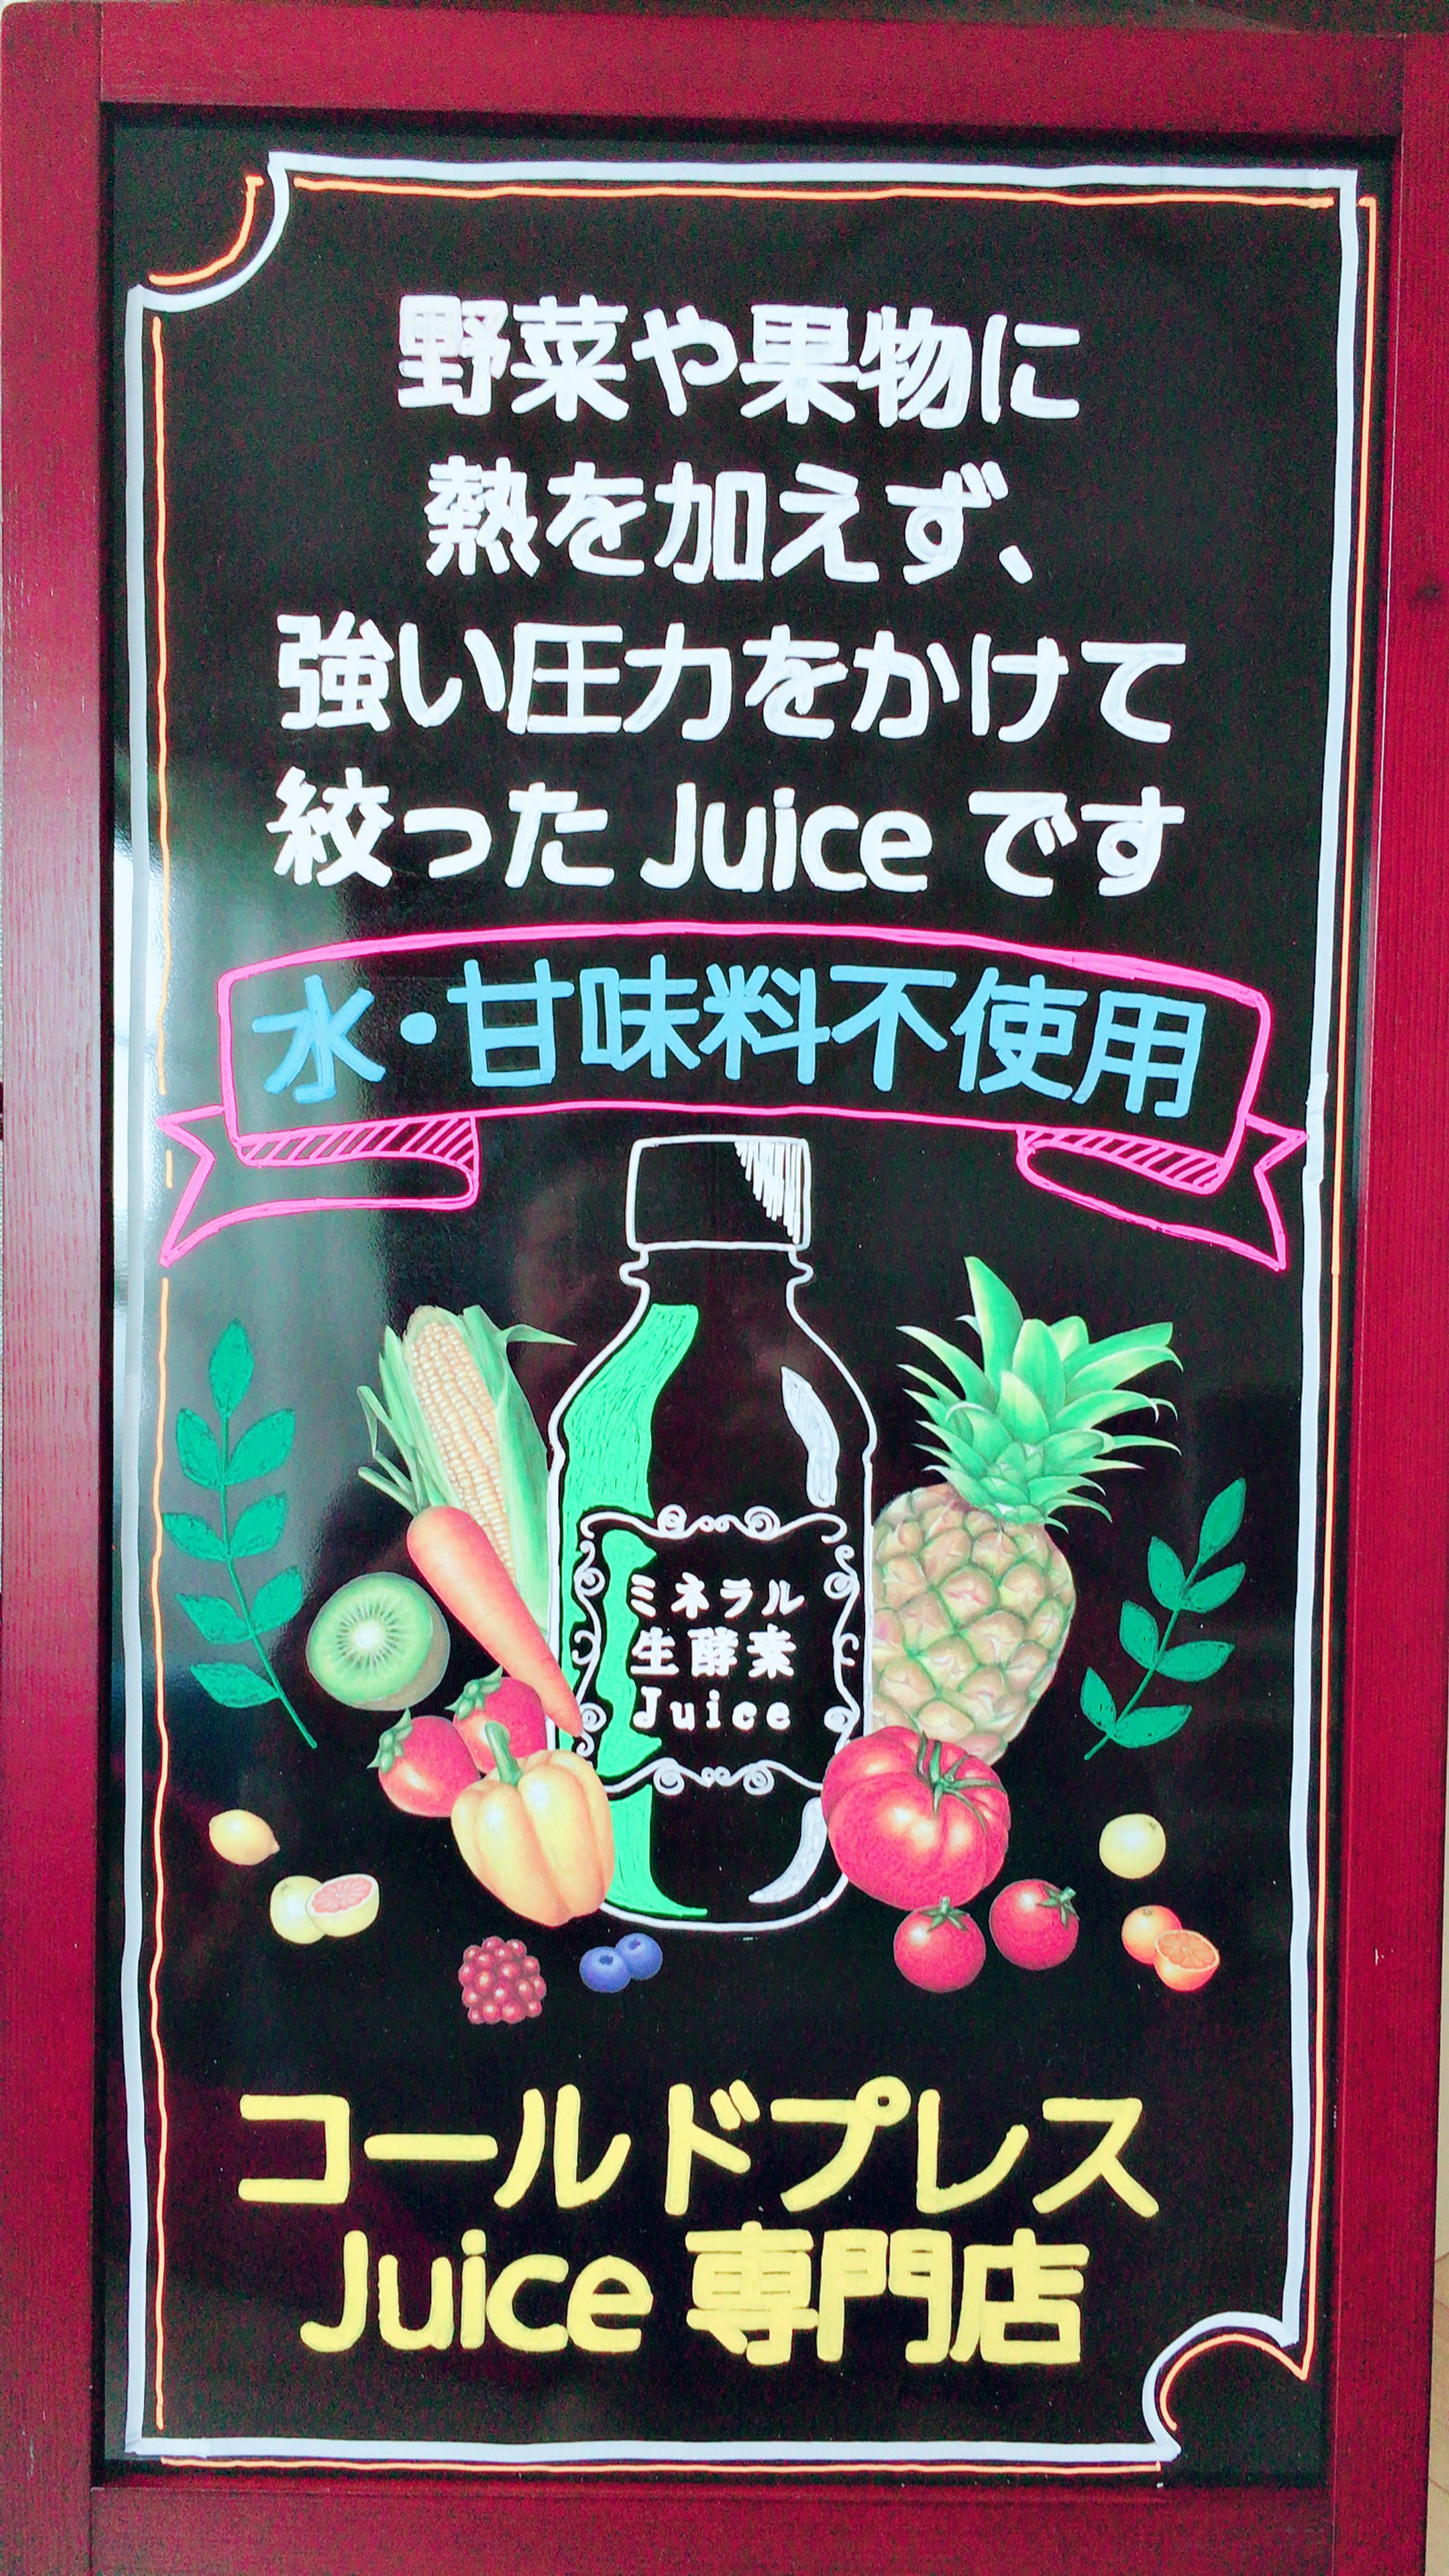 野菜や果物に
熱を加えず、
強い圧力をかけて
絞ったJuiceです
水・甘味料不使用
ミネラル
生酵素
Juice
コールドプレス
Juice専門店